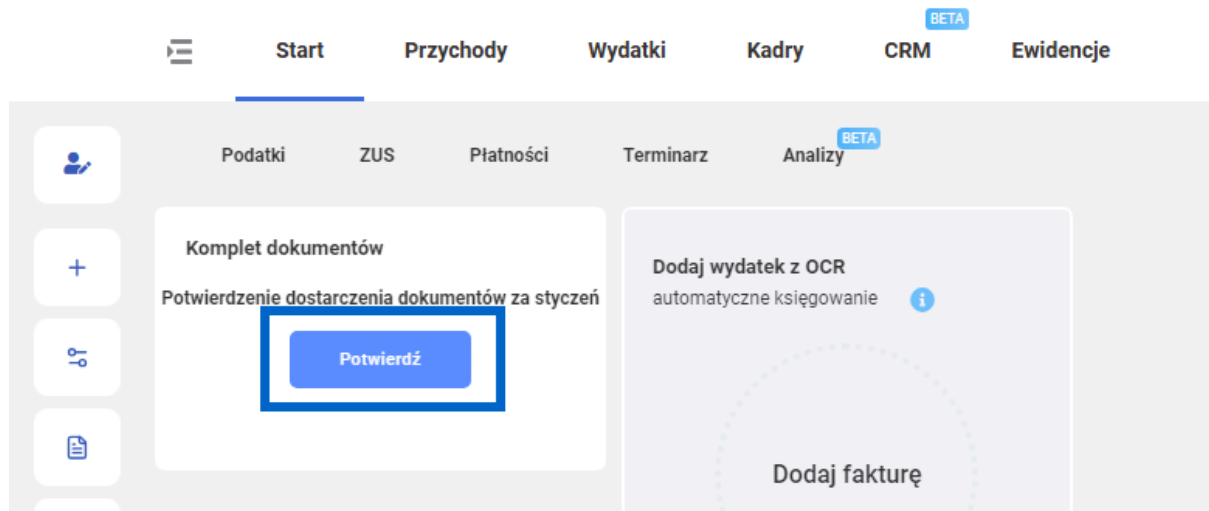 BETA
Start Przychody Wydatki Kadry CRM Ewidencje
BETA
Podatki ZUS Płatności Terminarz Analizy
Komplet dokumentów
Potwierdzenie dostarczenia dokumentów za styczeń
Potwierdź
Dodaj wydatek z OCR
automatyczne księgowanie i
Dodaj fakturę